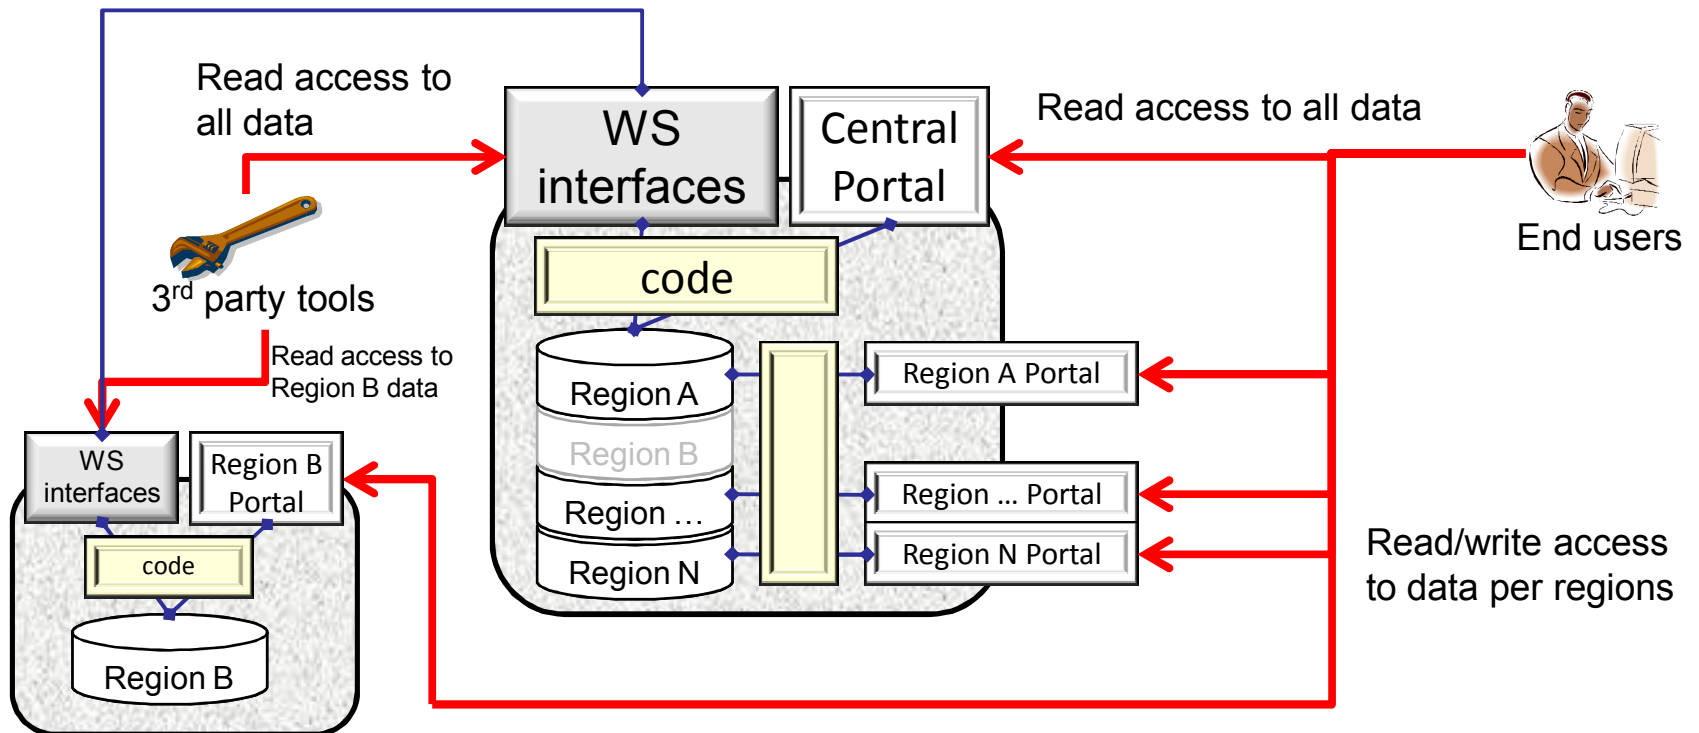 Read access to
all data
WS
interfaces
Central
Portal
Read access to all data
End users
3rd party tools
code
Read access to
Region B data
Region A
Region B
Region ...
Region N
Region A Portal
Region ... Portal
Region N Portal
WS
interfaces
Region B
Portal
code
Region B
Read/write access
to data per regions